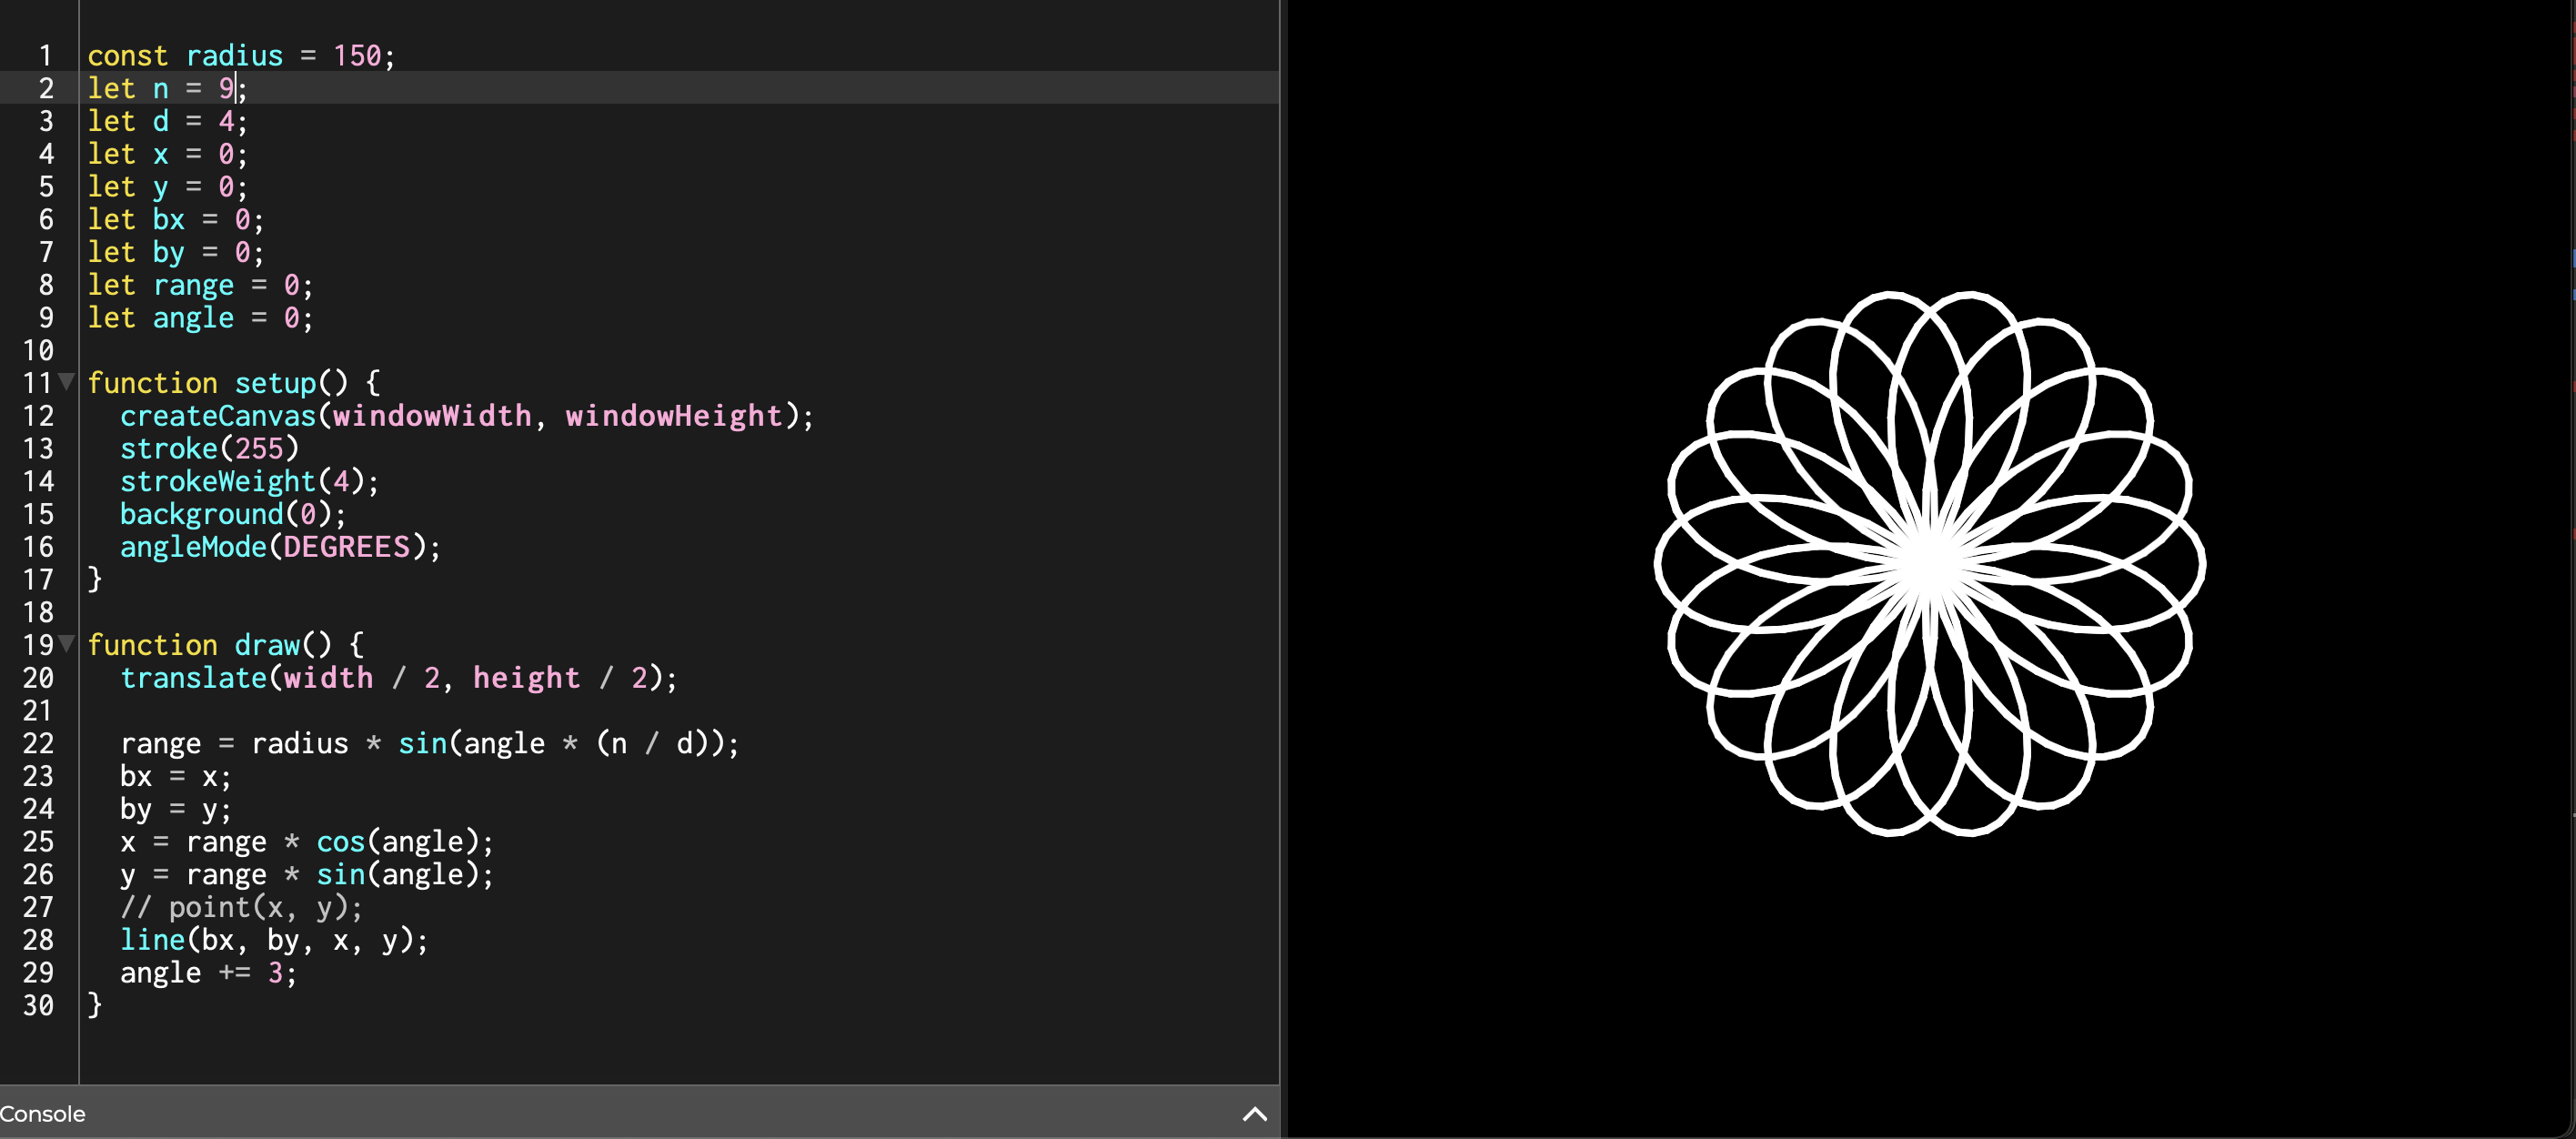 1 const radius = 150;
2 let n = 9;
3 let d = 4;
4 let x = 0;
5 let y = 0;
6 let bx = 0;
7 let by = 0;
8 let range = 0;
9 let angle = 0;
10
11 function setup() {
12 createCanvas(windowWidth, windowHeight);
13 stroke(255)
14 strokeWeight(4);
15 background(0);
16 angleMode(DEGREES);
17 }
18
19 function draw() {
20 translate(width / 2, height / 2);
21
22 range = radius * sin(angle * (n / d));
23 bx = x;
24 by = y;
25 x = range * cos(angle);
26 y = range * sin(angle);
27 // point(x, y);
28 line(bx, by, x, y);
29 angle += 3;
30 }
Console